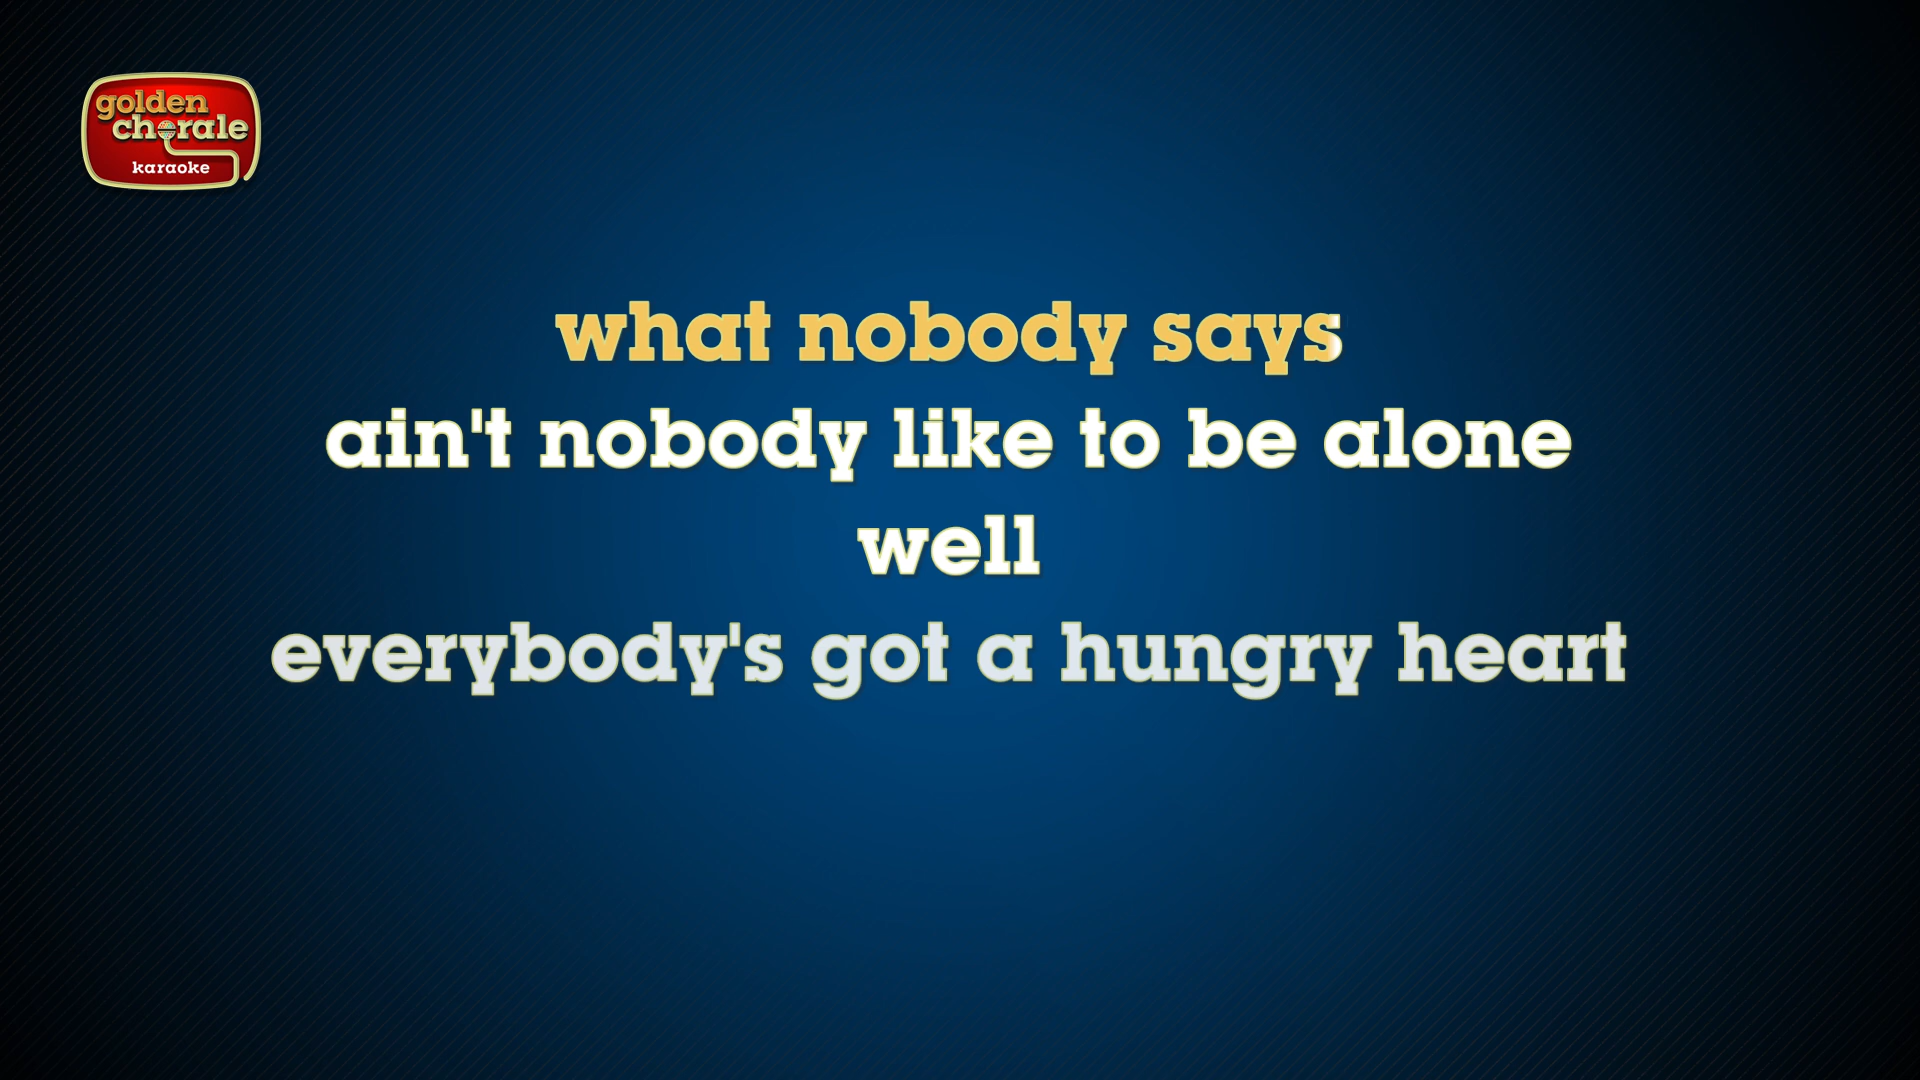 golden
chorale
karaoke
what nobody says
ain't nobody like to be alone
well
everybody's got a hungry heart